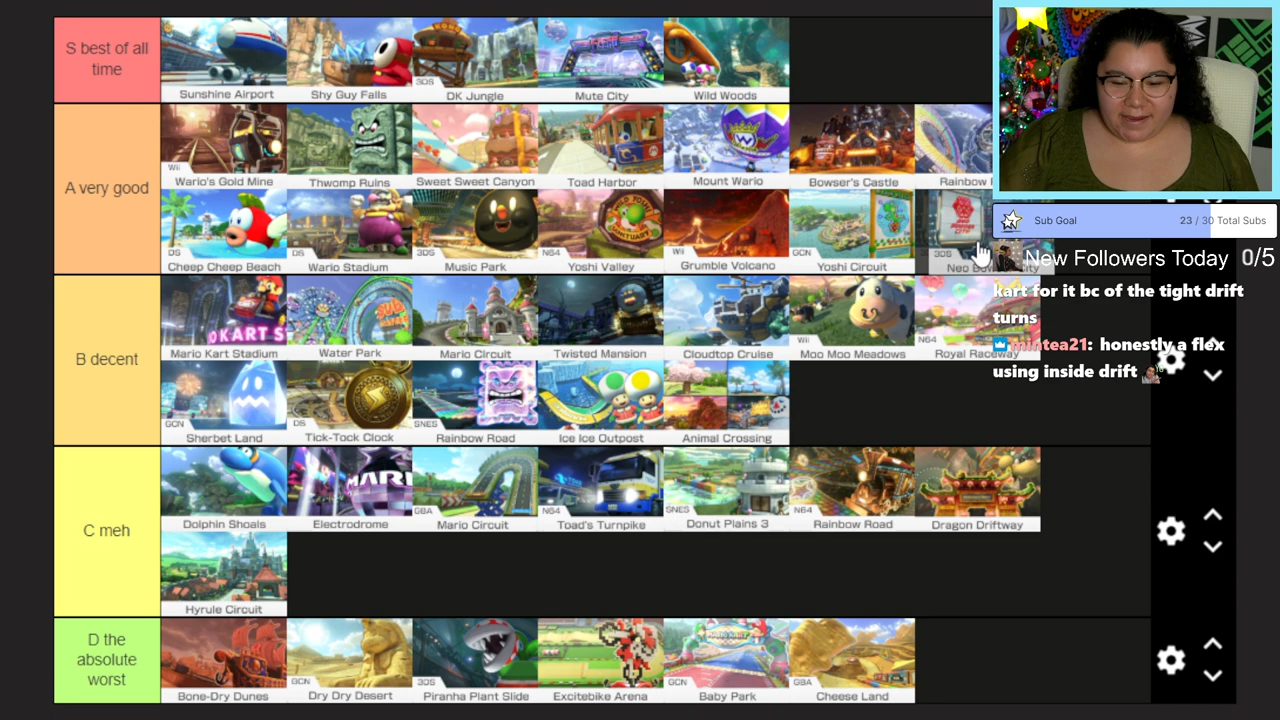 S best of all
time
Sunshine Airport
Shy Guy Falls
3DS
DK Jungle
Mute City
Wild Woods
A very good
Wii
Wario's Gold Mine
Thwomp Ruins
Sweet Sweet Canyon
Toad Harbor
Mount Wario
Bowser's Castle
Rainbow
DS
Cheep Cheep Beach
DS
Wario Stadium
3DS
Music Park
N64
Yoshi Valley
Wii
Grumble Volcano
GCN
Yoshi Circuit
3DS
Neo
B decent
Mario Kart Stadium
Water Park
Mario Circuit
Twisted Mansion
Cloudtop Cruise
Wii
Moo Moo Meadows
N64
Royal Raceway
GCN
Sherbet Land
DS
Tick-Tock Clock
SNES
Rainbow Road
Ice Ice Outpost
Animal Crossing
C meh
Dolphin Shoals
Electrodrome
GBA
Mario Circuit
N64
Toad's Turnpike
SNES
Donut Plains 3
N64
Rainbow Road
Dragon Driftway
Hyrule Circuit
D the
absolute
worst
Bone-Dry Dunes
GCN
Dry Dry Desert
3DS
Piranha Plant Slide
Excitebike Arena
GCN
Baby Park
GBA
Cheese Land
Sub Goal
23 / 30 Total Subs
New Followers Today 0/5
kart for it bc of the tight drift
turns
mintea21: honestly a flex
using inside drift